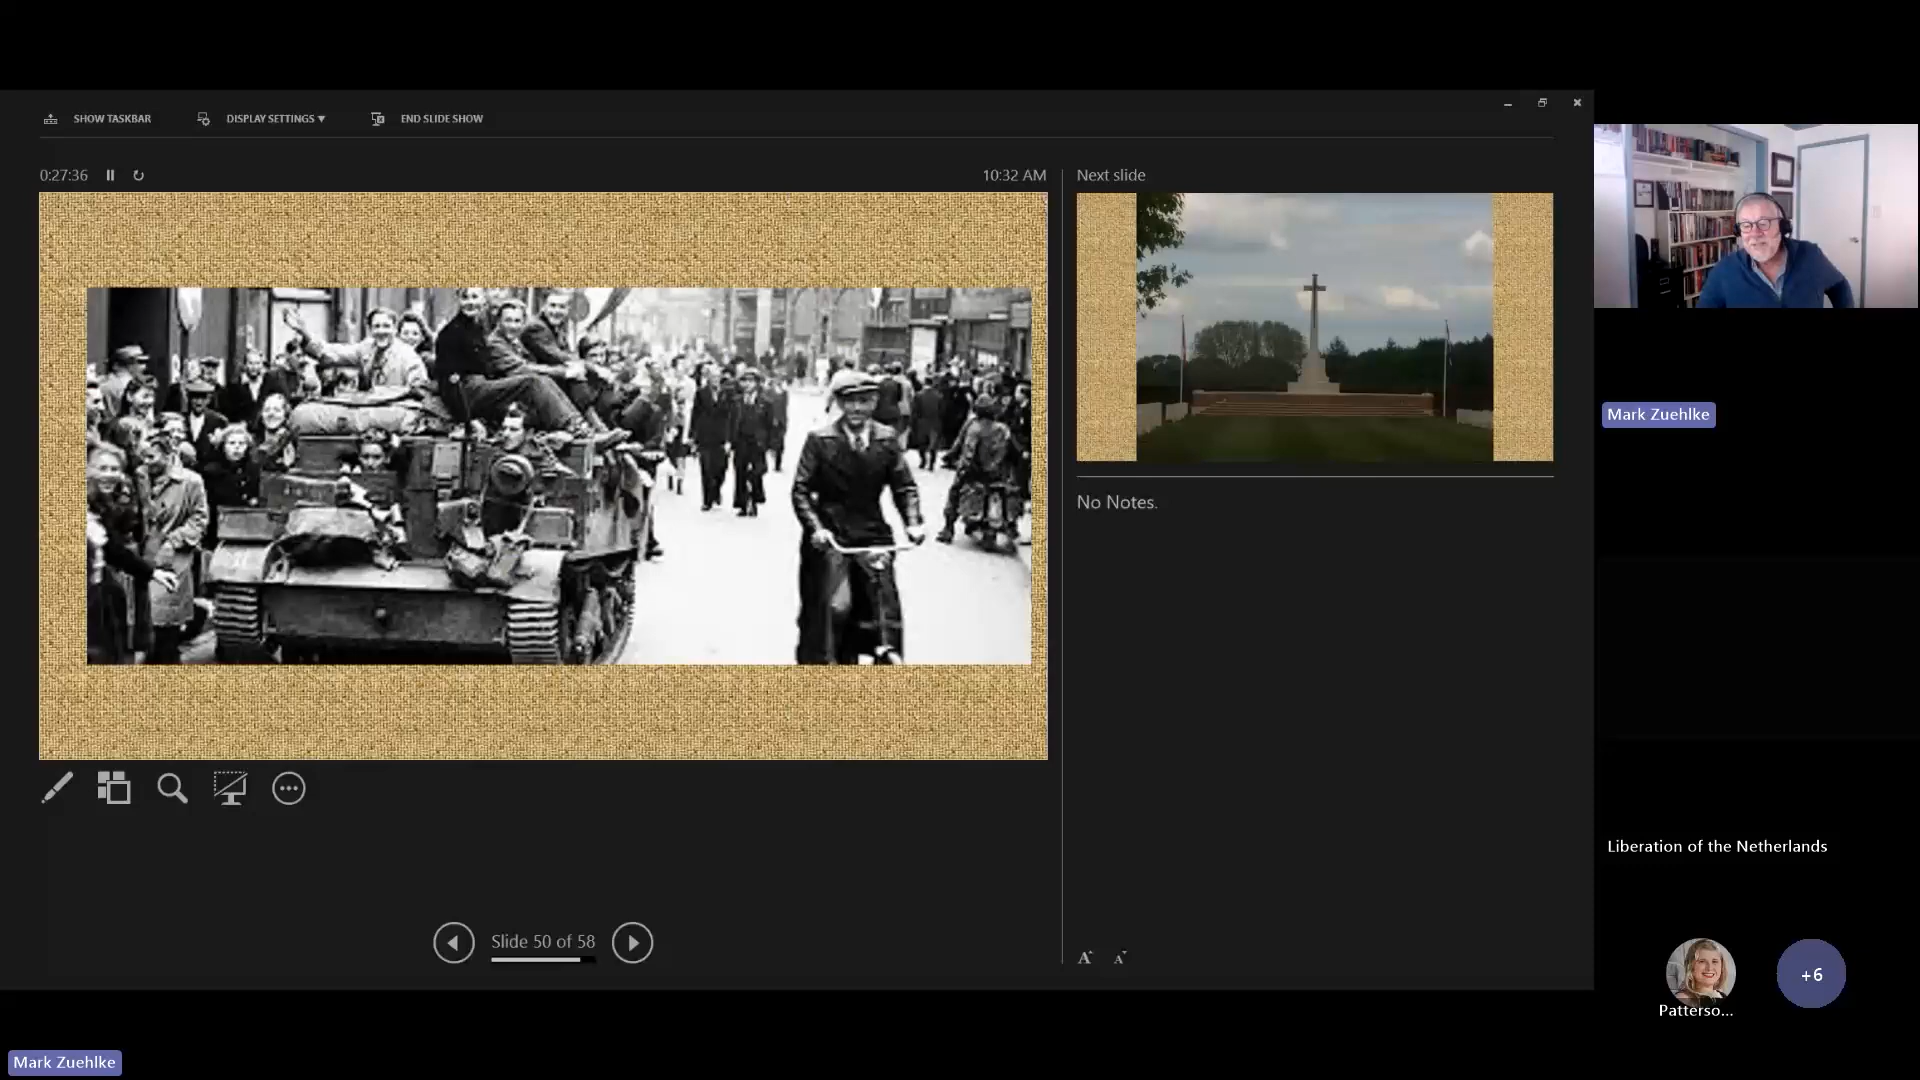 SHOW TASKBAR
DISPLAY SETTINGS ▾
END SLIDE SHOW
0:27:36
10:32 AM
Next slide
No Notes.
Slide 50 of 58
A A
Mark Zuehlke
Liberation of the Netherlands
+6
Patterso...
Mark Zuehlke